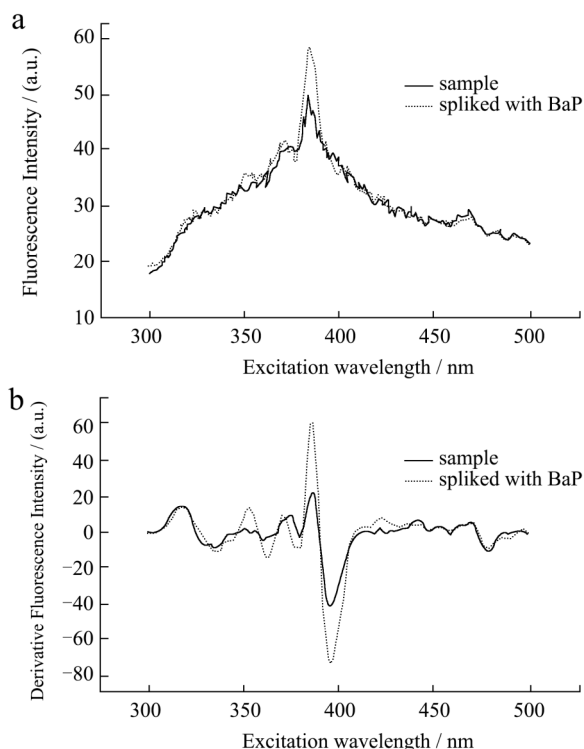 a
60
50
40
30
20
10
Fluorescence Intensity / (a.u.)
sample
spliked with BaP
300 350 400 450 500
Excitation wavelength / nm
b
60
40
20
0
−20
−40
−60
−80
Derivative Fluorescence Intensity / (a.u.)
sample
spliked with BaP
300 350 400 450 500
Excitation wavelength / nm